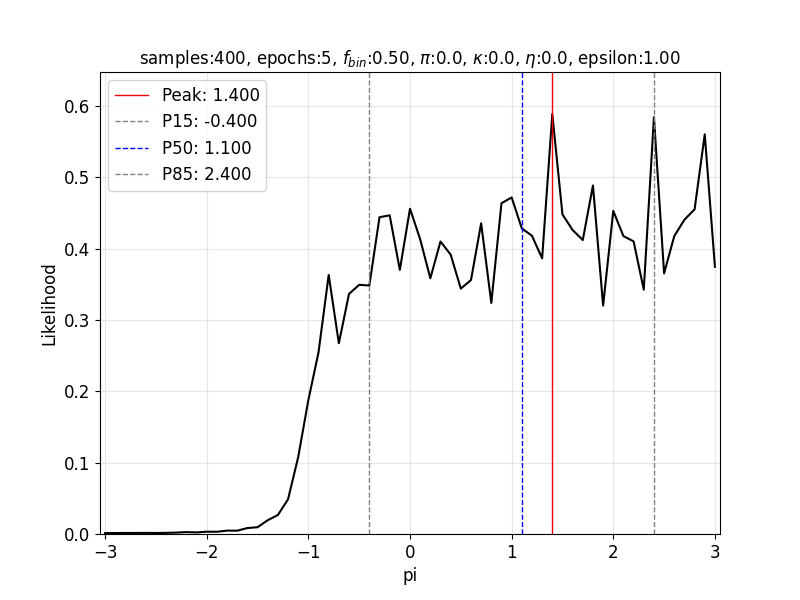 samples:400, epochs:5, f_bin:0.50, π:0.0, κ:0.0, η:0.0, epsilon:1.00
Peak: 1.400
P15: -0.400
P50: 1.100
P85: 2.400
Likelihood
0.6
0.5
0.4
0.3
0.2
0.1
0.0
−3 −2 −1 0 1 2 3
pi